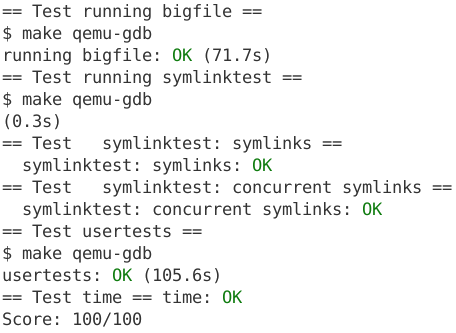 == Test running bigfile ==
$ make qemu-gdb
running bigfile: OK (71.7s)
== Test running symlinktest ==
$ make qemu-gdb
(0.3s)
== Test   symlinktest: symlinks ==
  symlinktest: symlinks: OK
== Test   symlinktest: concurrent symlinks ==
  symlinktest: concurrent symlinks: OK
== Test usertests ==
$ make qemu-gdb
usertests: OK (105.6s)
== Test time == time: OK
Score: 100/100